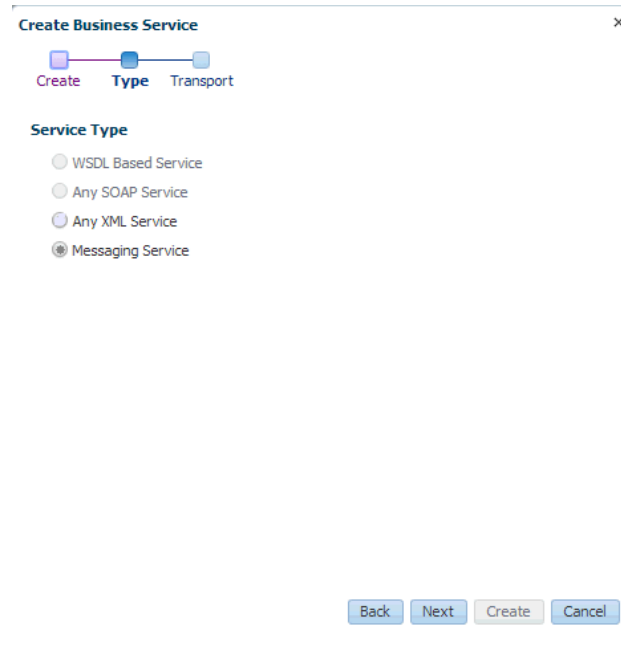 Create Business Service
Create Type Transport
Service Type
WSDL Based Service
Any SOAP Service
Any XML Service
Messaging Service
Back Next Create Cancel